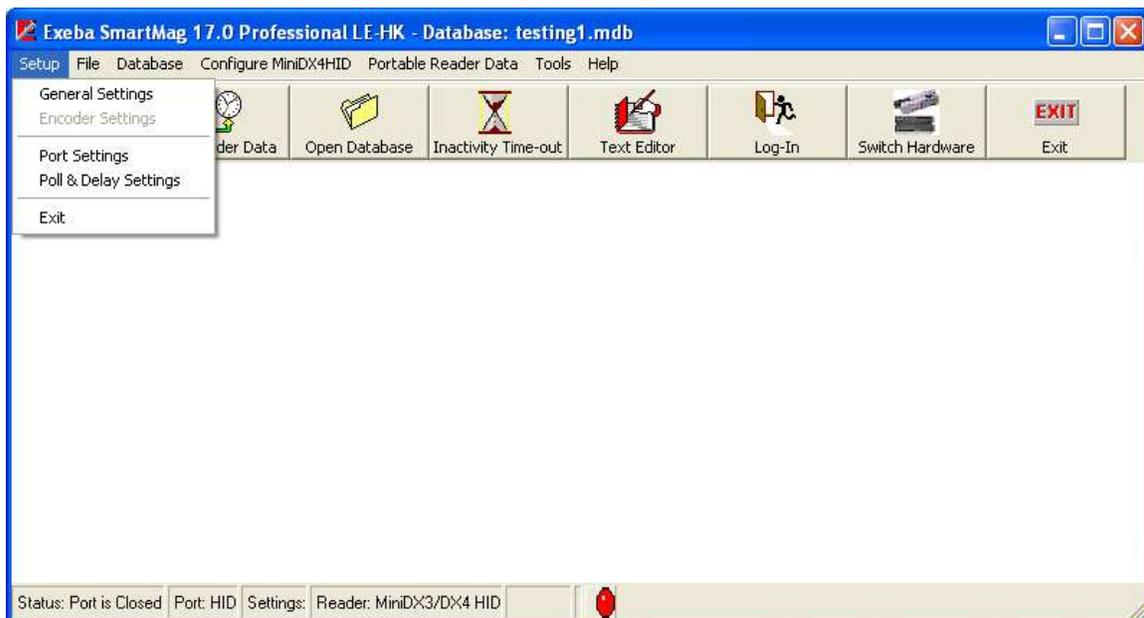 Exeba SmartMag 17.0 Professional LE-HK - Database: testing1.mdb
Setup File Database Configure MiniDX4HID Portable Reader Data Tools Help
General Settings
Encoder Settings
Port Settings
Poll & Delay Settings
Exit
der Data
Open Database
Inactivity Time-out
Text Editor
Log-In
Switch Hardware
EXIT
Exit
Status: Port is Closed Port: HID Settings: Reader: MiniDX3/DX4 HID